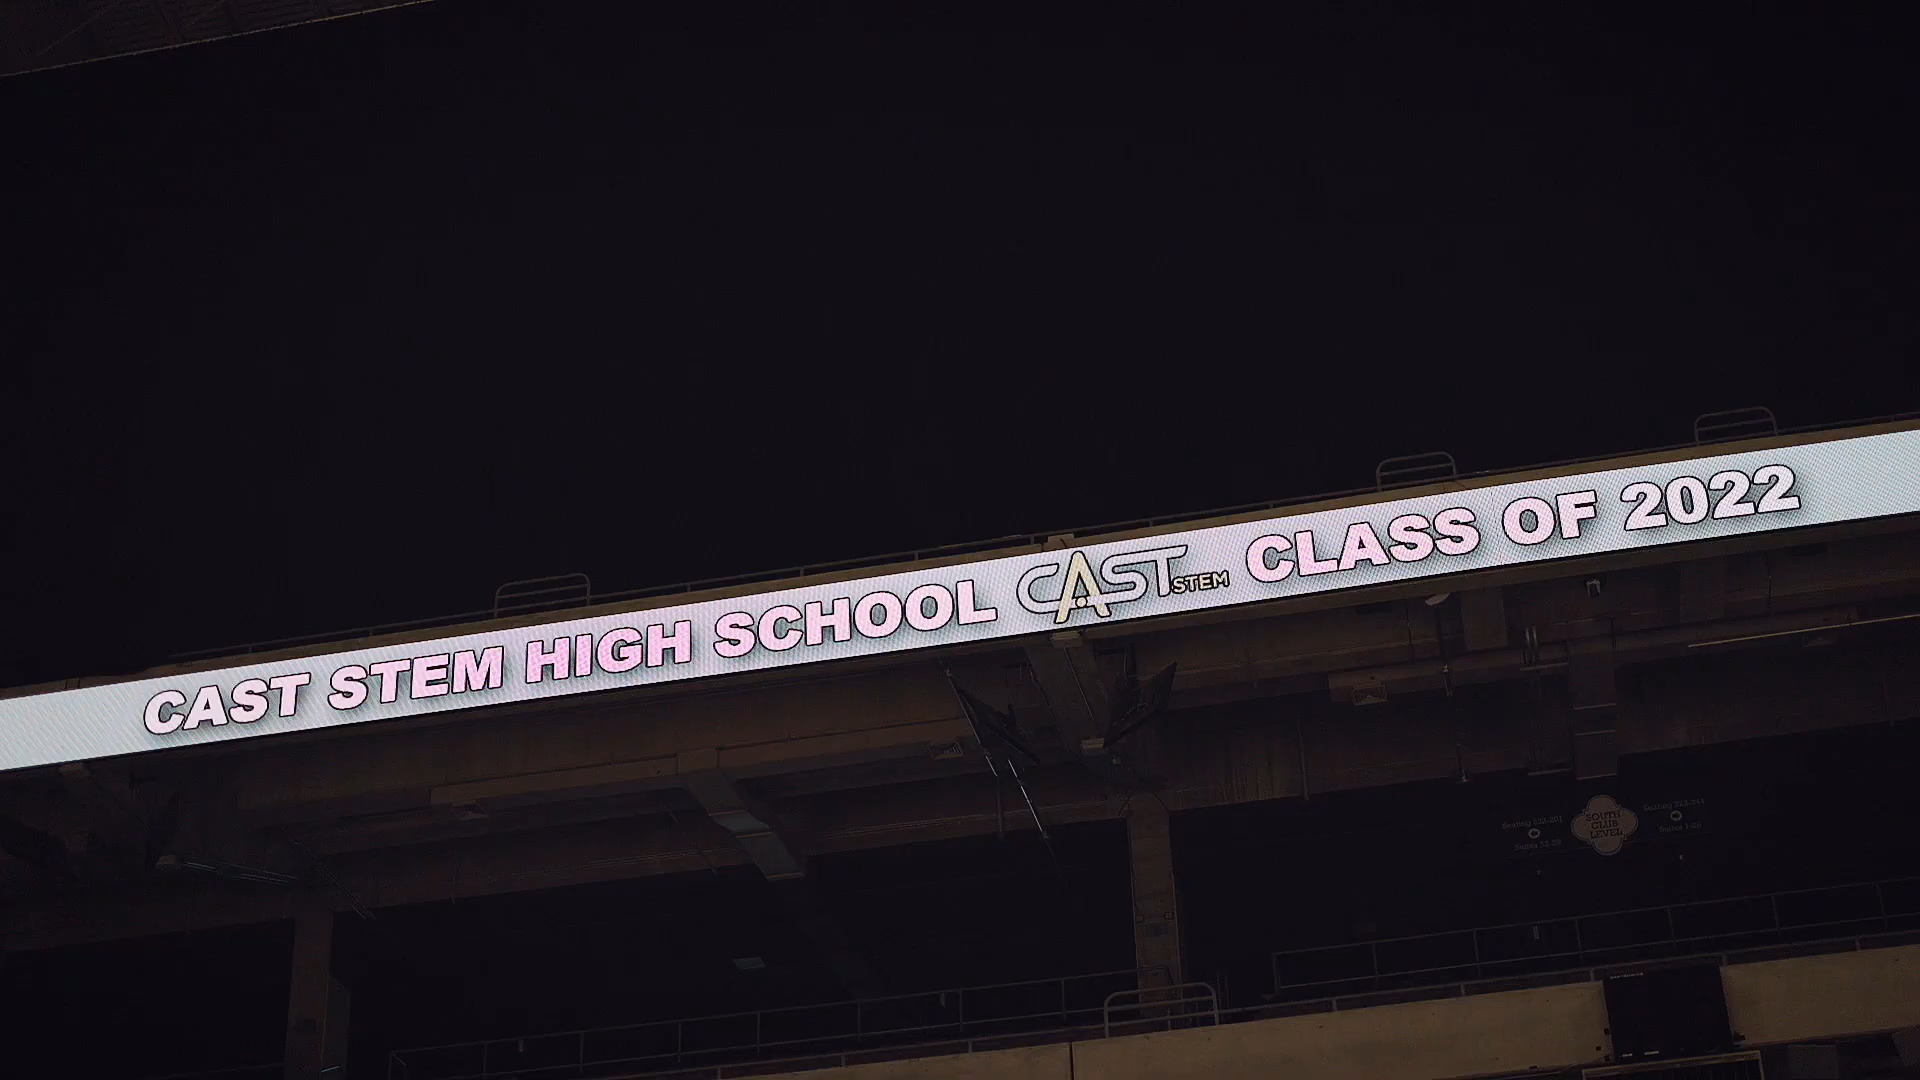 CAST STEM HIGH SCHOOL CAST STEM CLASS OF 2022
SOUTH
CLUB
LEVEL